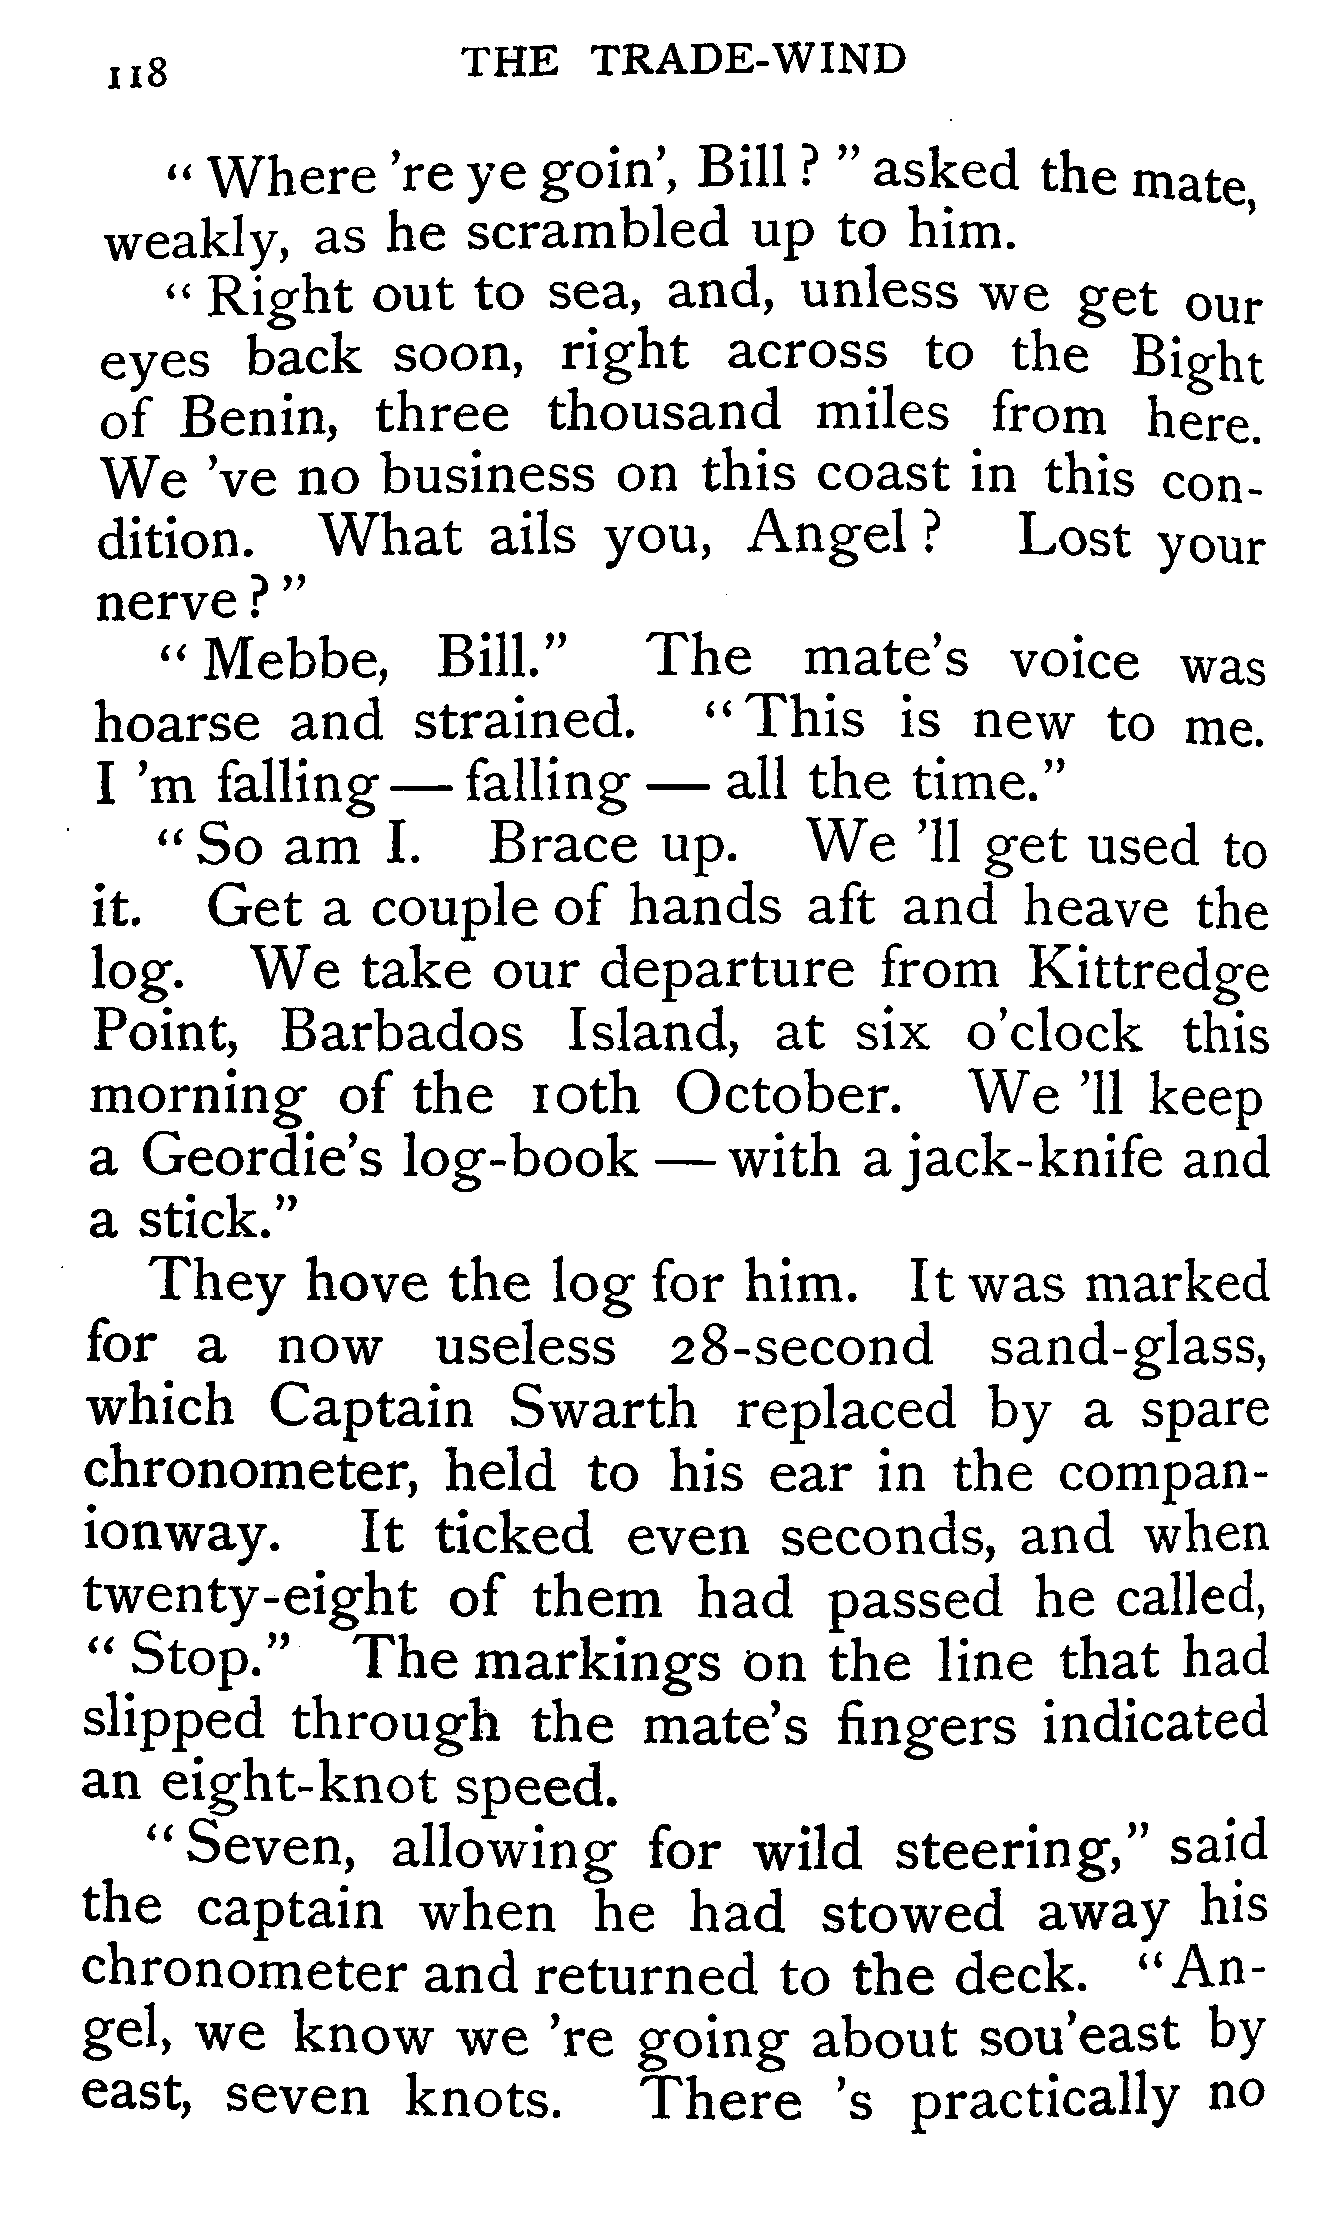 118 THE TRADE-WIND
“ Where 're ye goin', Bill ? ” asked the mate,
weakly, as he scrambled up to him.
“ Right out to sea, and, unless we get our
eyes back soon, right across to the Bight
of Benin, three thousand miles from here.
We 've no business on this coast in this con-
dition. What ails you, Angel ? Lost your
nerve ? ”
“ Mebbe, Bill.” The mate's voice was
hoarse and strained. “ This is new to me.
I 'm falling — falling — all the time.”
“ So am I. Brace up. We 'll get used to
it. Get a couple of hands aft and heave the
log. We take our departure from Kittredge
Point, Barbados Island, at six o'clock this
morning of the 10th October. We 'll keep
a Geordie's log-book — with a jack-knife and
a stick.”
They hove the log for him. It was marked
for a now useless 28-second sand-glass,
which Captain Swarth replaced by a spare
chronometer, held to his ear in the compan-
ionway. It ticked even seconds, and when
twenty-eight of them had passed he called,
“ Stop.” The markings on the line that had
slipped through the mate's fingers indicated
an eight-knot speed.
“ Seven, allowing for wild steering,” said
the captain when he had stowed away his
chronometer and returned to the deck. “ An-
gel, we know we 're going about sou'east by
east, seven knots. There 's practically no